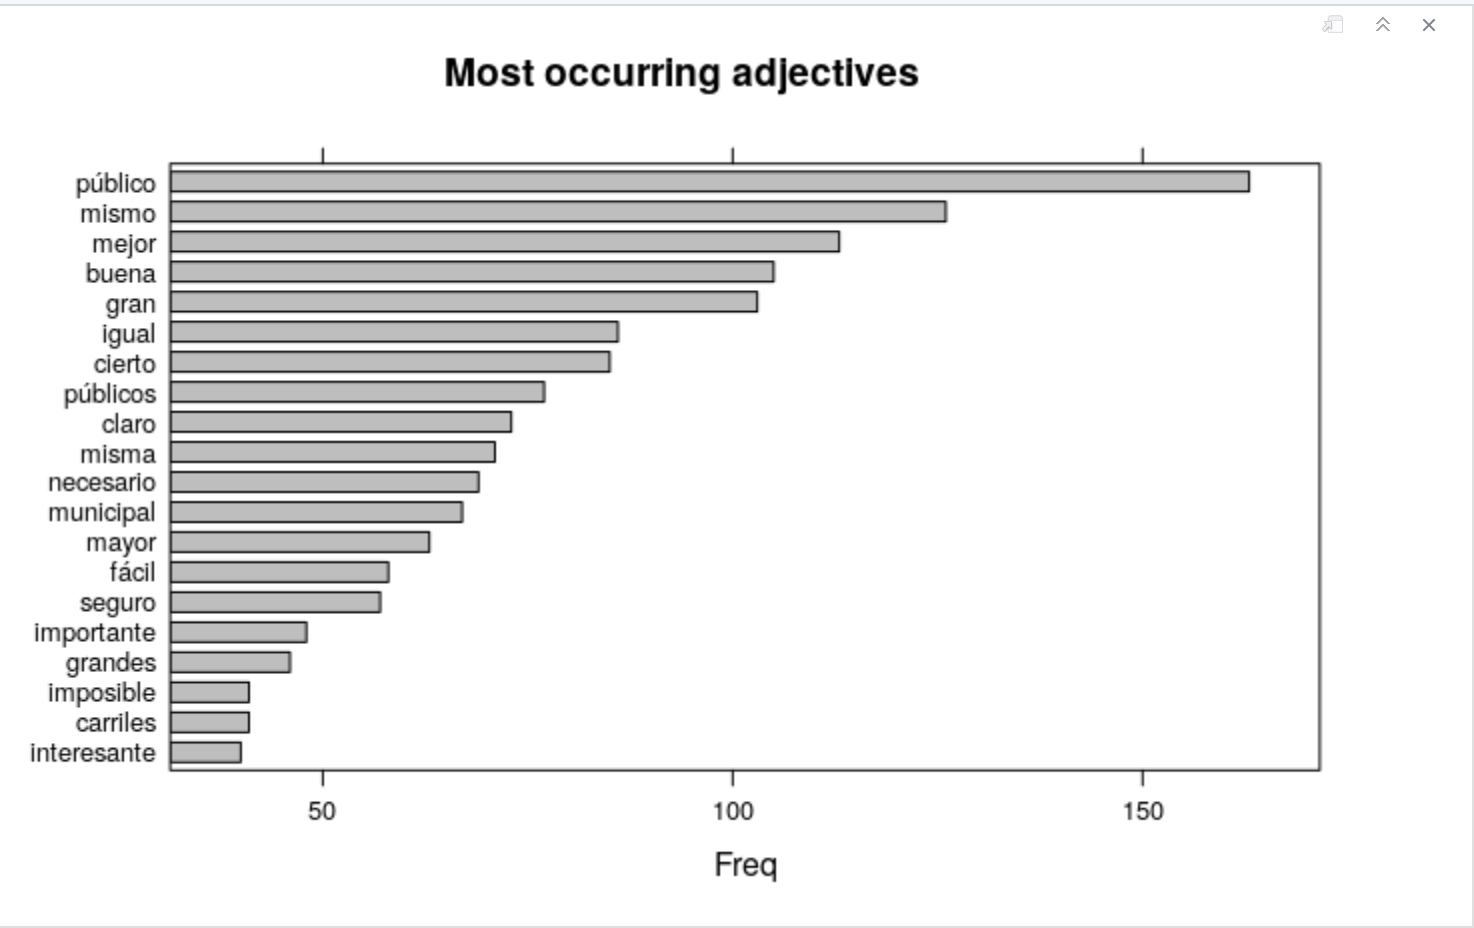 Most occurring adjectives
público
mismo
mejor
buena
gran
igual
cierto
públicos
claro
misma
necesario
municipal
mayor
fácil
seguro
importante
grandes
imposible
carriles
interesante
50 100 150
Freq